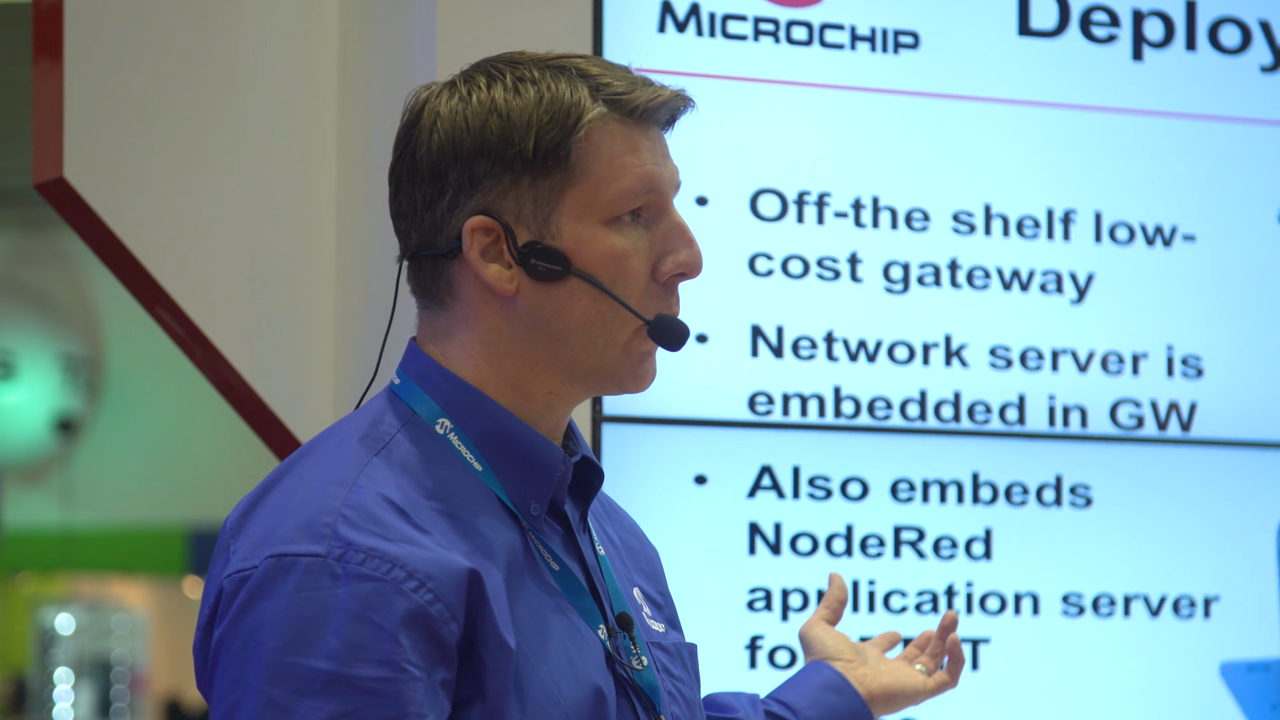 MICROCHIP
Deploy
• Off-the shelf low-
cost gateway
• Network server is
embedded in GW
• Also embeds
NodeRed
application server
MICROCHIP
MICROCHIP